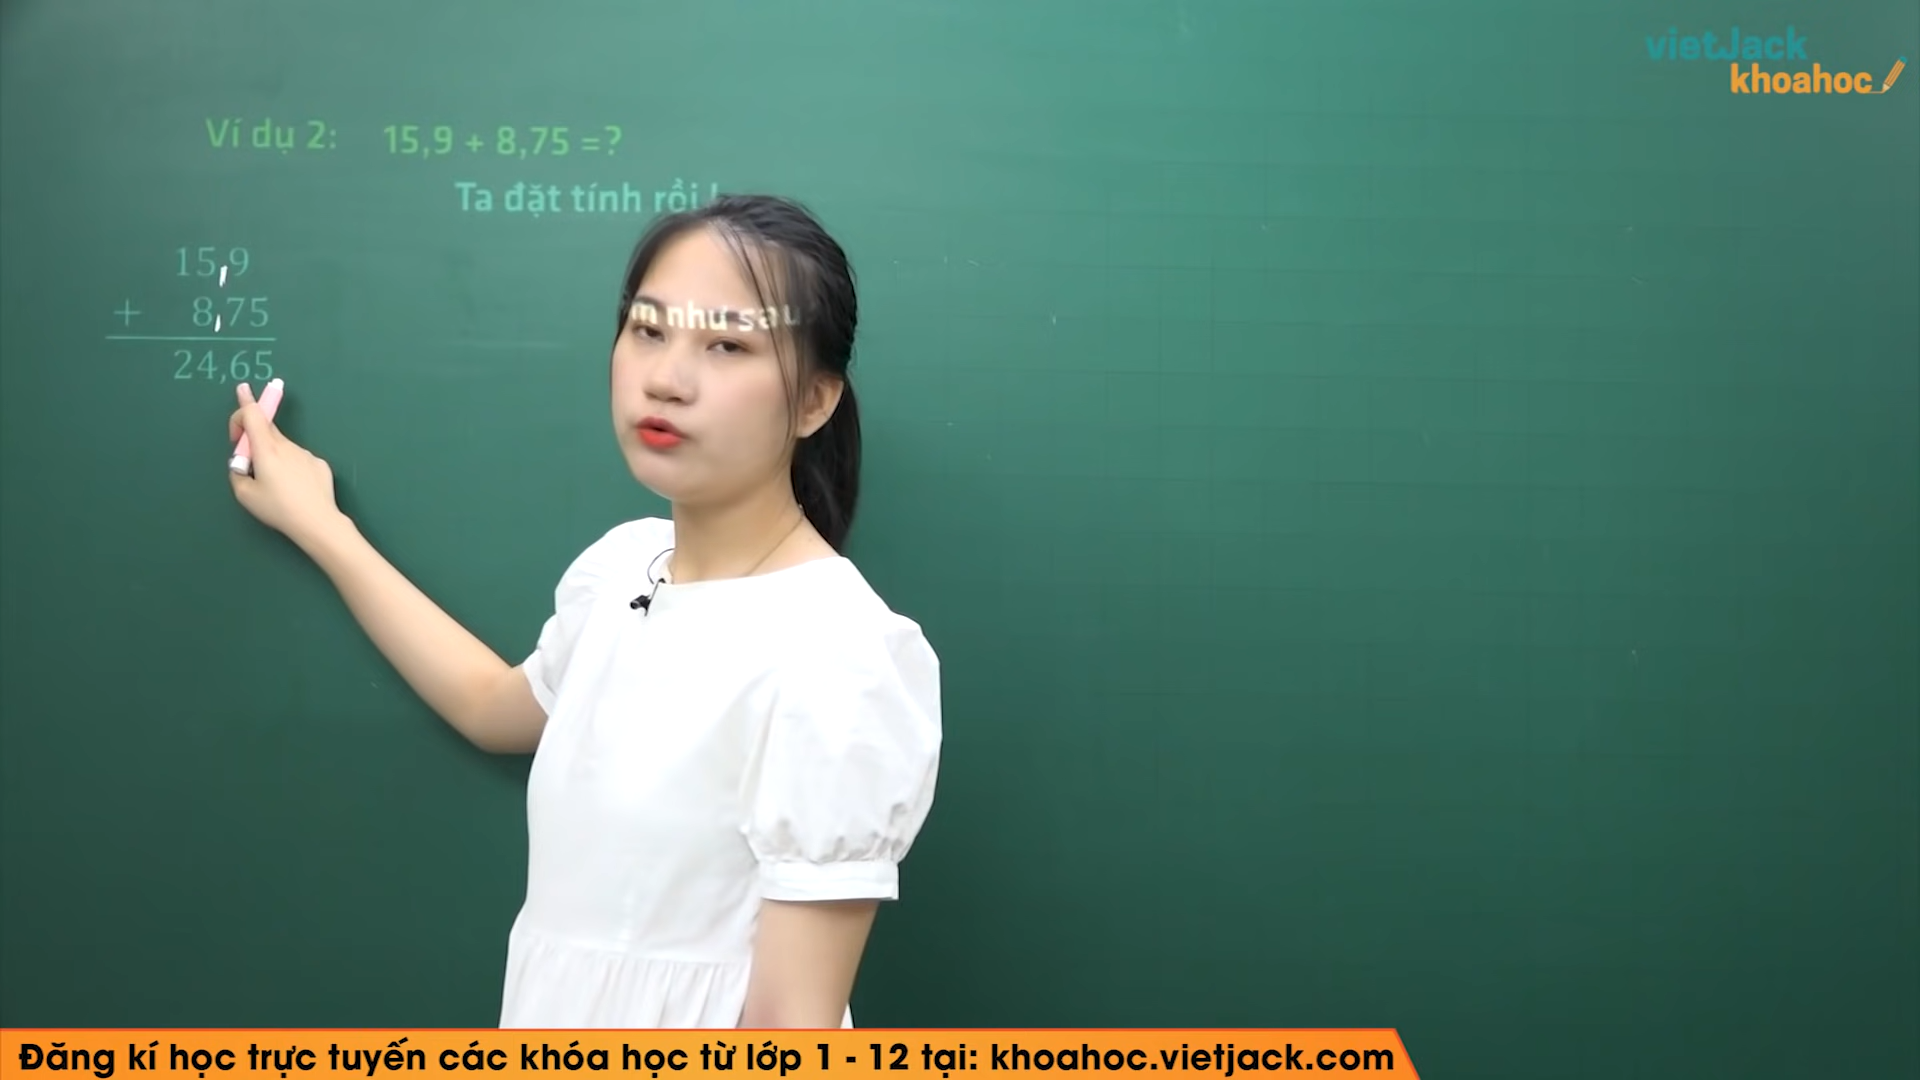 vietJack
khoahoc
Ví dụ 2: 15,9 + 8,75 =?
Ta đặt tính rồi
m như sau
15,9
+ 8,75
24,65
Đăng kí học trực tuyến các khóa học từ lớp 1 - 12 tại: khoahoc.vietjack.com